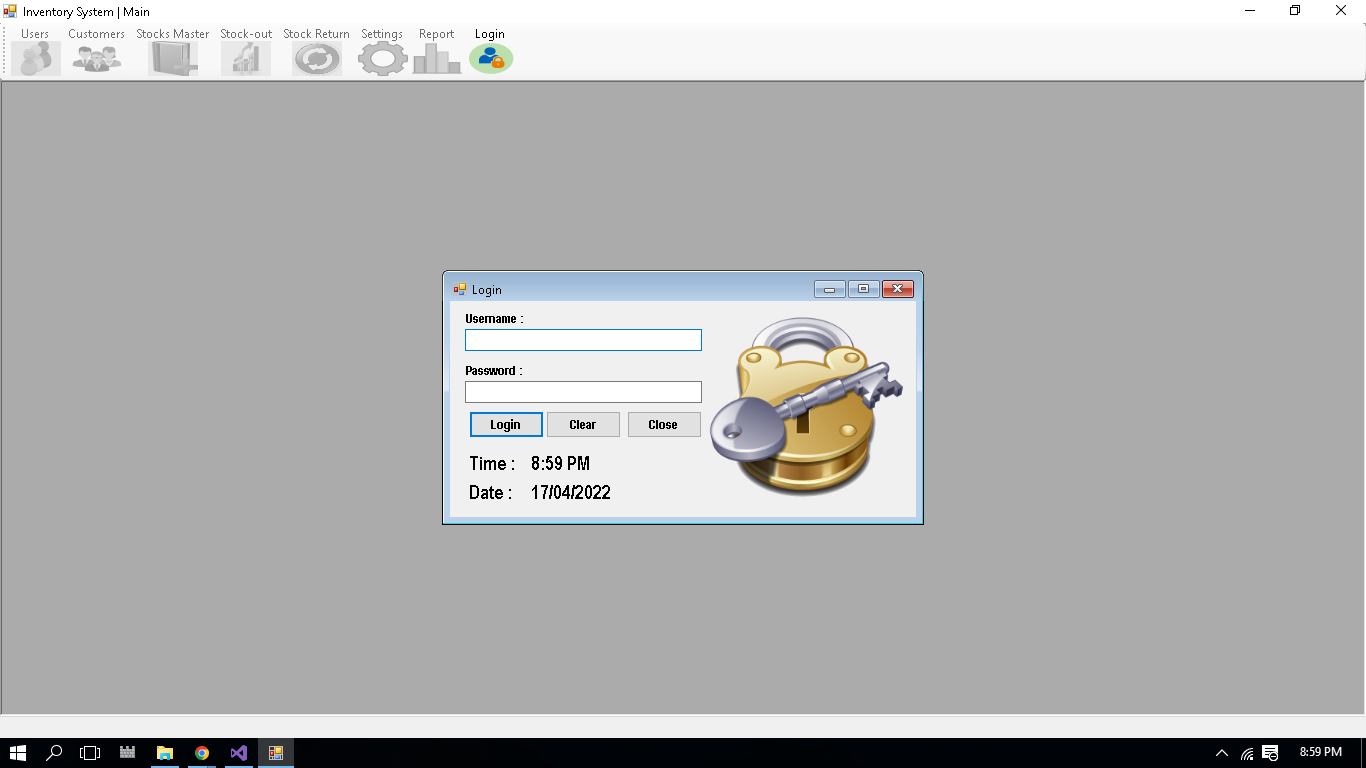 Inventory System | Main
Users Customers Stocks Master Stock-out Stock Return Settings Report Login
Login
Username :
Password :
Login Clear Close
Time : 8:59 PM
Date : 17/04/2022
8:59 PM